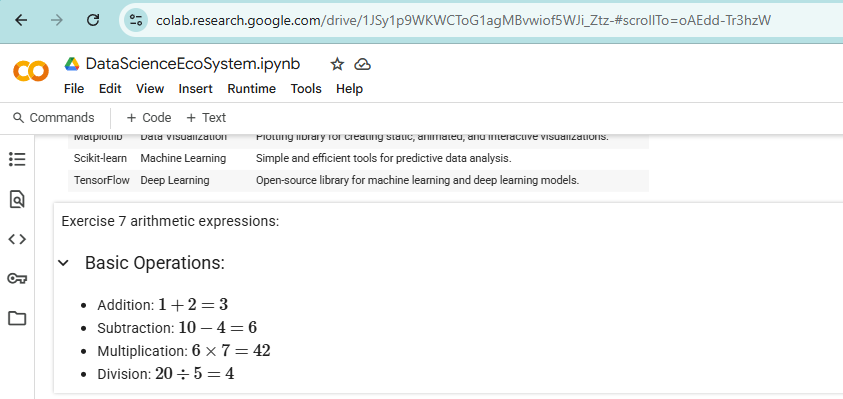 colab.research.google.com/drive/1JSy1p9WKWCToG1agMBvwiof5WJi_Ztz-#scrollTo=oAEdd-Tr3hzW
DataScienceEcoSystem.ipynb
File Edit View Insert Runtime Tools Help
Commands + Code + Text
Matplotlib Data Visualization Plotting library for creating static, animated, and interactive visualizations.
Scikit-learn Machine Learning Simple and efficient tools for predictive data analysis.
TensorFlow Deep Learning Open-source library for machine learning and deep learning models.
Exercise 7 arithmetic expressions:
Basic Operations:
• Addition: 1 + 2 = 3
• Subtraction: 10 − 4 = 6
• Multiplication: 6 × 7 = 42
• Division: 20 ÷ 5 = 4